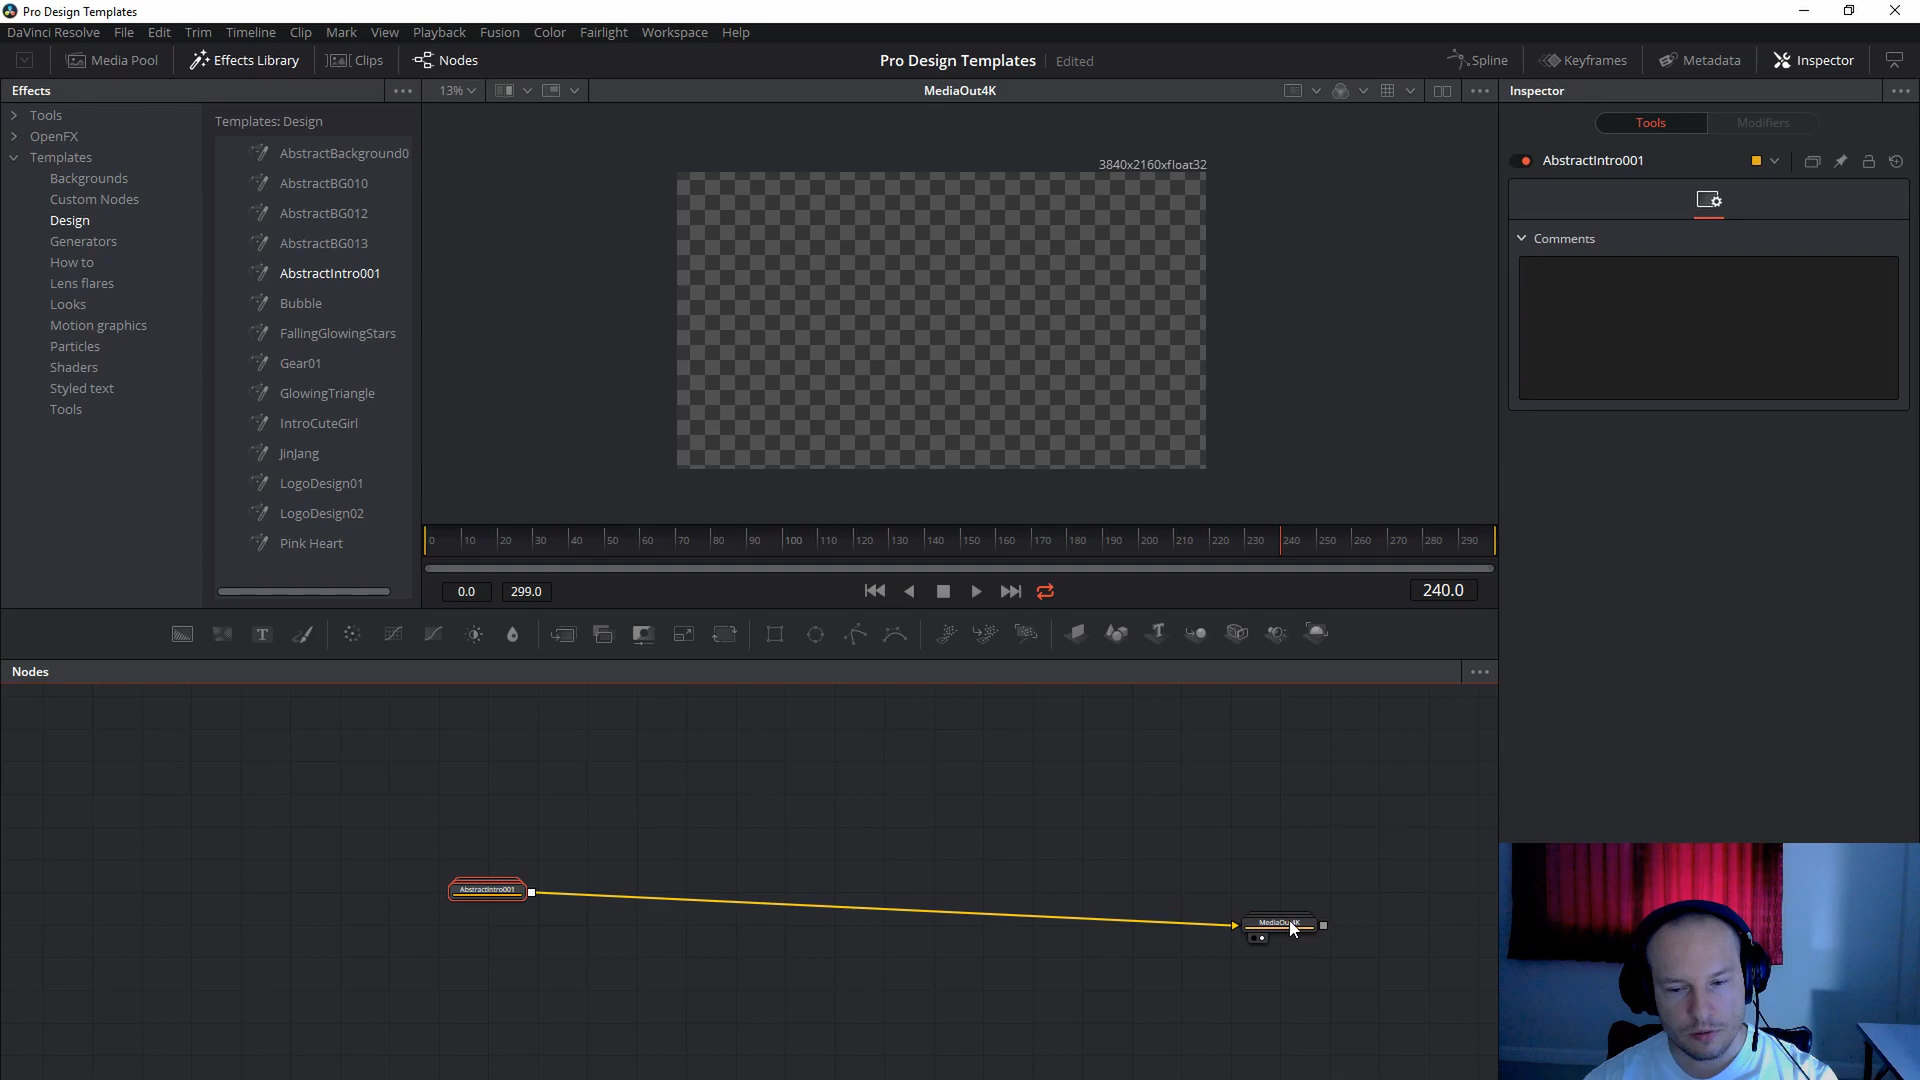 Pro Design Templates
DaVinci Resolve File Edit Trim Timeline Clip Mark View Playback Fusion Color Fairlight Workspace Help
Media Pool Effects Library Clips Nodes Pro Design Templates Edited Spline Keyframes Metadata Inspector
Effects 13% MediaOut4K Inspector
Tools
OpenFX
Templates
Backgrounds
Custom Nodes
Design
Generators
How to
Lens flares
Looks
Motion graphics
Particles
Shaders
Styled text
Tools
Templates: Design
AbstractBackground0
AbstractBG010
AbstractBG012
AbstractBG013
AbstractIntro001
Bubble
FallingGlowingStars
Gear01
GlowingTriangle
IntroCuteGirl
JinJang
LogoDesign01
LogoDesign02
Pink Heart
3840x2160xfloat32
0 10 20 30 40 50 60 70 80 90 100 110 120 130 140 150 160 170 180 190 200 210 220 230 240 250 260 270 280 290
0.0 299.0 240.0
Tools Modifiers
AbstractIntro001
Comments
Nodes
AbstractIntro001
MediaOut4K